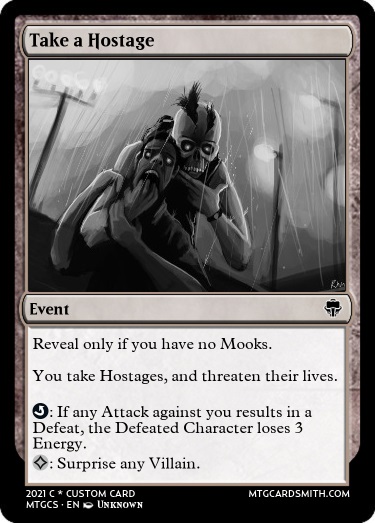 Take a Hostage
Event
Reveal only if you have no Mooks.
You take Hostages, and threaten their lives.
: If any Attack against you results in a
Defeat, the Defeated Character loses 3
Energy.
: Surprise any Villain.
2021 C * CUSTOM CARD
MTGCARDSMITH.COM
MTGCS • EN Unknown